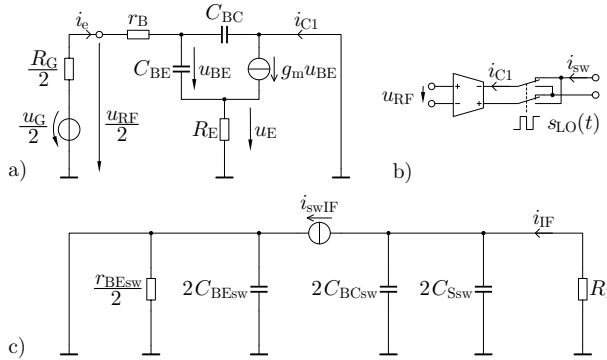 i_e r_B C_BC i_C1
R_G/2 C_BE u_BE g_m u_BE
u_G/2 u_RF/2 R_E u_E
a)
i_C1 i_sw
u_RF + − + −
s_LO(t)
b)
i_swIF i_IF
r_BEsw/2 2C_BEsw 2C_BCsw 2C_Ssw R
c)